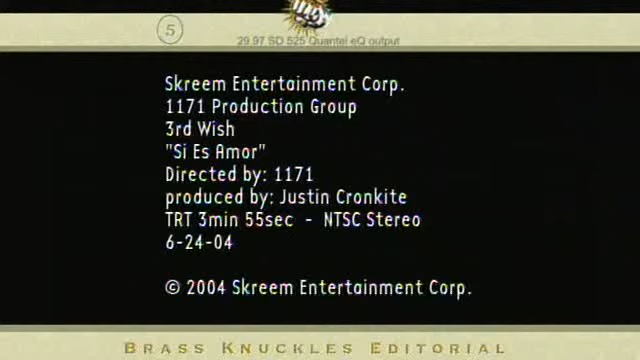 5
29.97 SD 525 Quantel eQ output
Skreem Entertainment Corp.
1171 Production Group
3rd Wish
"Si Es Amor"
Directed by: 1171
produced by: Justin Cronkite
TRT 3min 55sec - NTSC Stereo
6-24-04
© 2004 Skreem Entertainment Corp.
BRASS KNUCKLES EDITORIAL